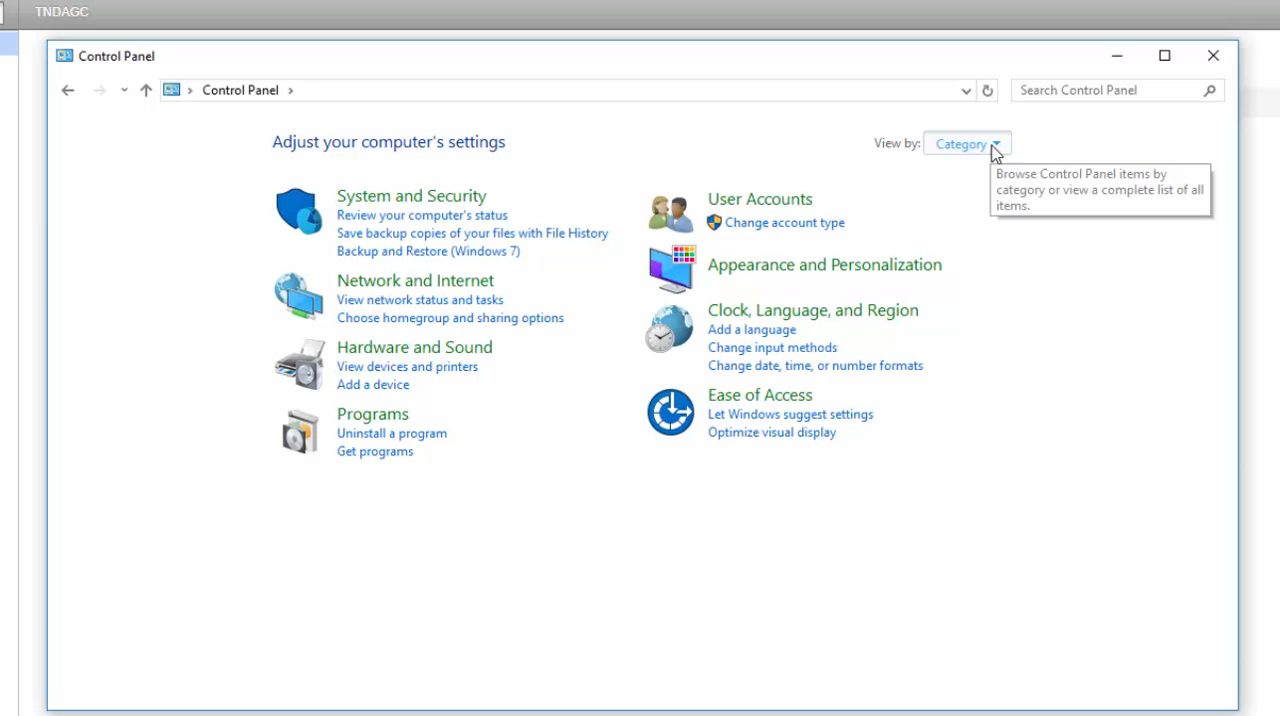 TNDAGC
Control Panel
Control Panel
Search Control Panel
Adjust your computer's settings
View by: Category
Browse Control Panel items by
category or view a complete list of all
items.
System and Security
Review your computer's status
Save backup copies of your files with File History
Backup and Restore (Windows 7)
Network and Internet
View network status and tasks
Choose homegroup and sharing options
Hardware and Sound
View devices and printers
Add a device
Programs
Uninstall a program
Get programs
User Accounts
Change account type
Appearance and Personalization
Clock, Language, and Region
Add a language
Change input methods
Change date, time, or number formats
Ease of Access
Let Windows suggest settings
Optimize visual display